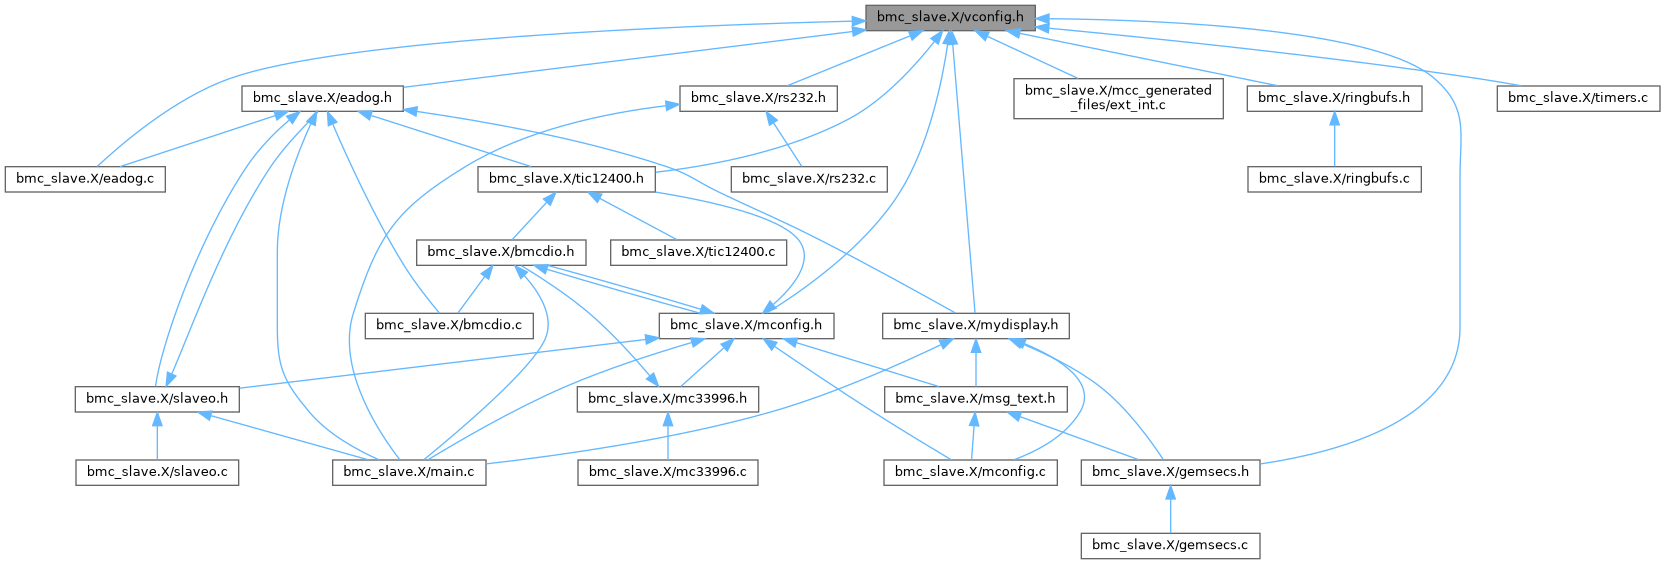 bmc_slave.X/vconfig.h
bmc_slave.X/eadog.h
bmc_slave.X/rs232.h
bmc_slave.X/mcc_generated
_files/ext_int.c
bmc_slave.X/ringbufs.h
bmc_slave.X/timers.c
bmc_slave.X/eadog.c
bmc_slave.X/tic12400.h
bmc_slave.X/rs232.c
bmc_slave.X/ringbufs.c
bmc_slave.X/bmcdio.h
bmc_slave.X/tic12400.c
bmc_slave.X/bmcdio.c
bmc_slave.X/mconfig.h
bmc_slave.X/mydisplay.h
bmc_slave.X/slaveo.h
bmc_slave.X/mc33996.h
bmc_slave.X/msg_text.h
bmc_slave.X/slaveo.c
bmc_slave.X/main.c
bmc_slave.X/mc33996.c
bmc_slave.X/mconfig.c
bmc_slave.X/gemsecs.h
bmc_slave.X/gemsecs.c